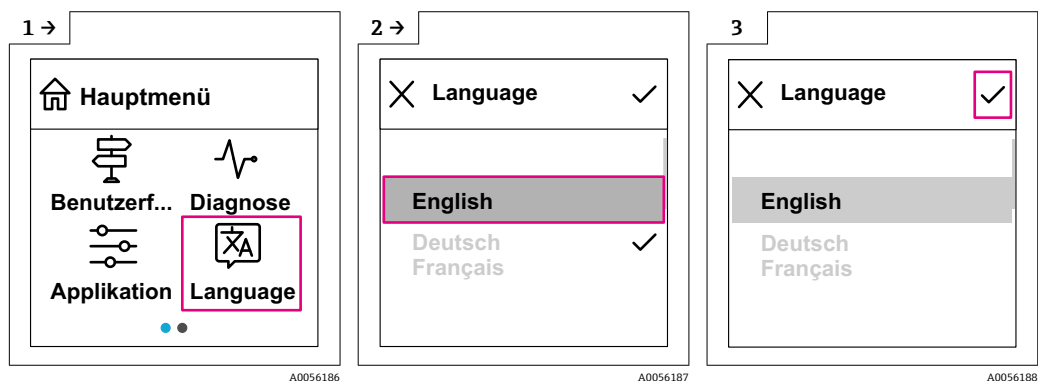 1 →
Hauptmenü
Benutzerf... Diagnose
Applikation Language
A0056186
2 →
Language
English
Deutsch
Français
A0056187
3
Language
English
Deutsch
Français
A0056188